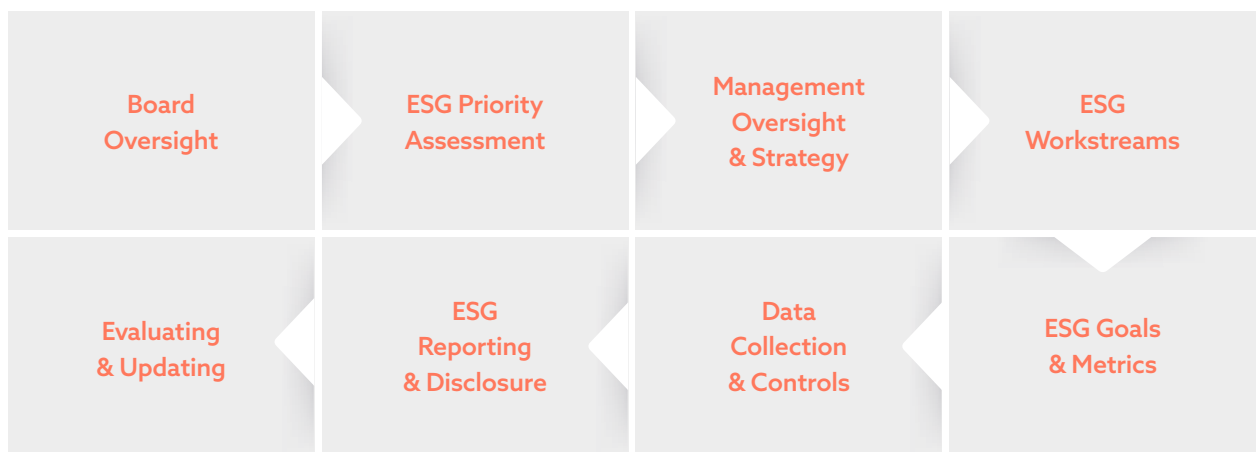 Board
Oversight
ESG Priority
Assessment
Management
Oversight
& Strategy
ESG
Workstreams
ESG Goals
& Metrics
Data
Collection
& Controls
ESG
Reporting
& Disclosure
Evaluating
& Updating